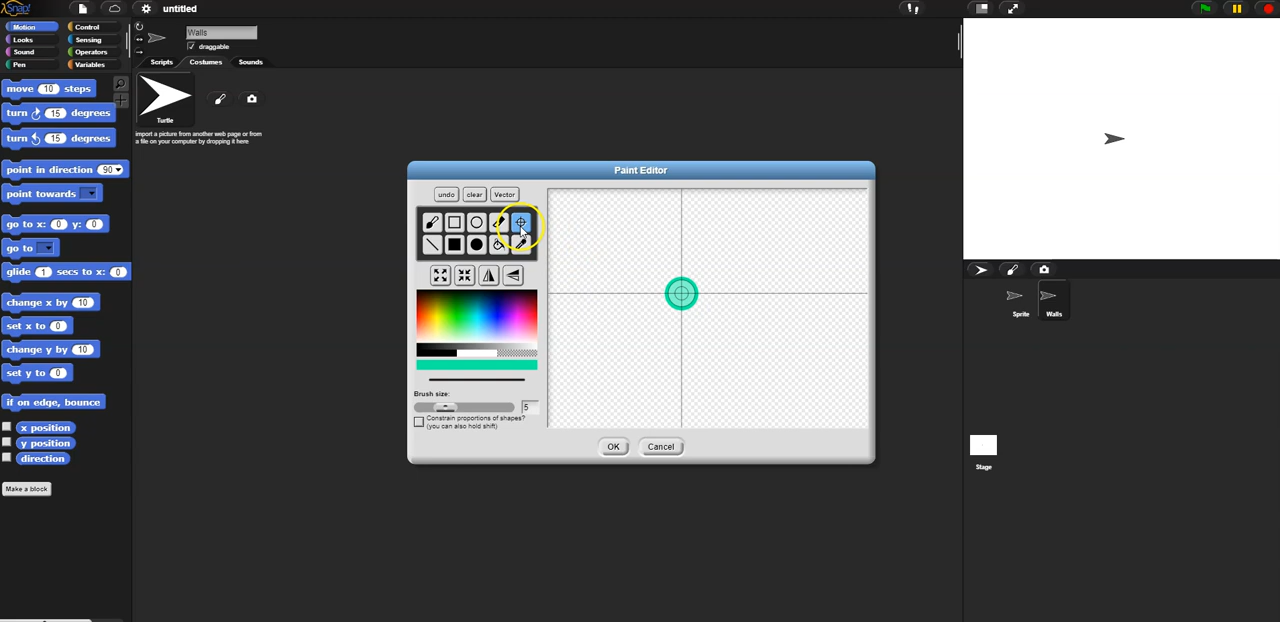 Snap!
untitled
Motion
Control
Looks
Sensing
Sound
Operators
Pen
Variables
Walls
draggable
Scripts
Costumes
Sounds
Turtle
import a picture from another web page or from
a file on your computer by dropping it here
move 10 steps
turn 15 degrees
turn 15 degrees
point in direction 90
point towards
go to x: 0 y: 0
go to
glide 1 secs to x: 0
change x by 10
set x to 0
change y by 10
set y to 0
if on edge, bounce
x position
y position
direction
Make a block
Paint Editor
undo
clear
Vector
Brush size:
5
Constrain proportions of shapes?
(you can also hold shift)
OK
Cancel
Sprite
Walls
Stage